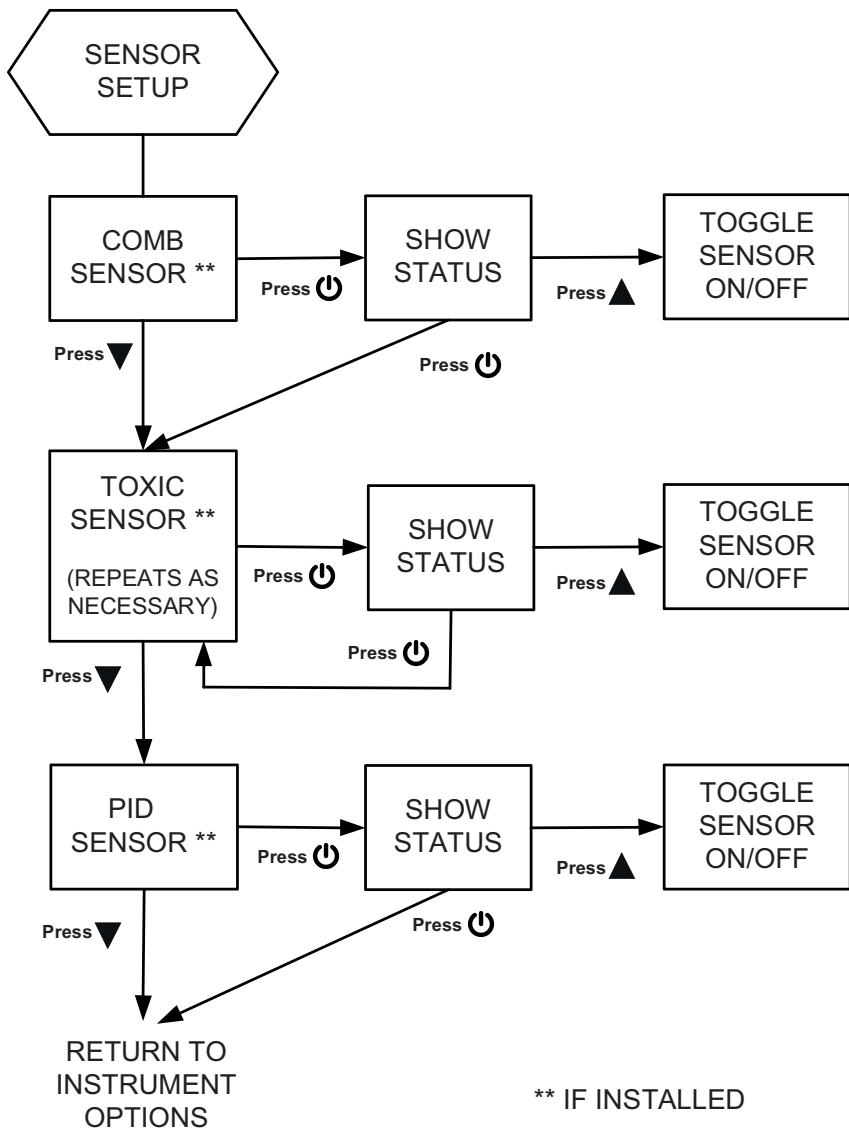 SENSOR
SETUP
COMB
SENSOR **
Press
SHOW
STATUS
Press
TOGGLE
SENSOR
ON/OFF
Press
Press
TOXIC
SENSOR **
(REPEATS AS
NECESSARY)
Press
SHOW
STATUS
Press
TOGGLE
SENSOR
ON/OFF
Press
Press
PID
SENSOR **
Press
SHOW
STATUS
Press
TOGGLE
SENSOR
ON/OFF
Press
Press
RETURN TO
INSTRUMENT
OPTIONS
** IF INSTALLED